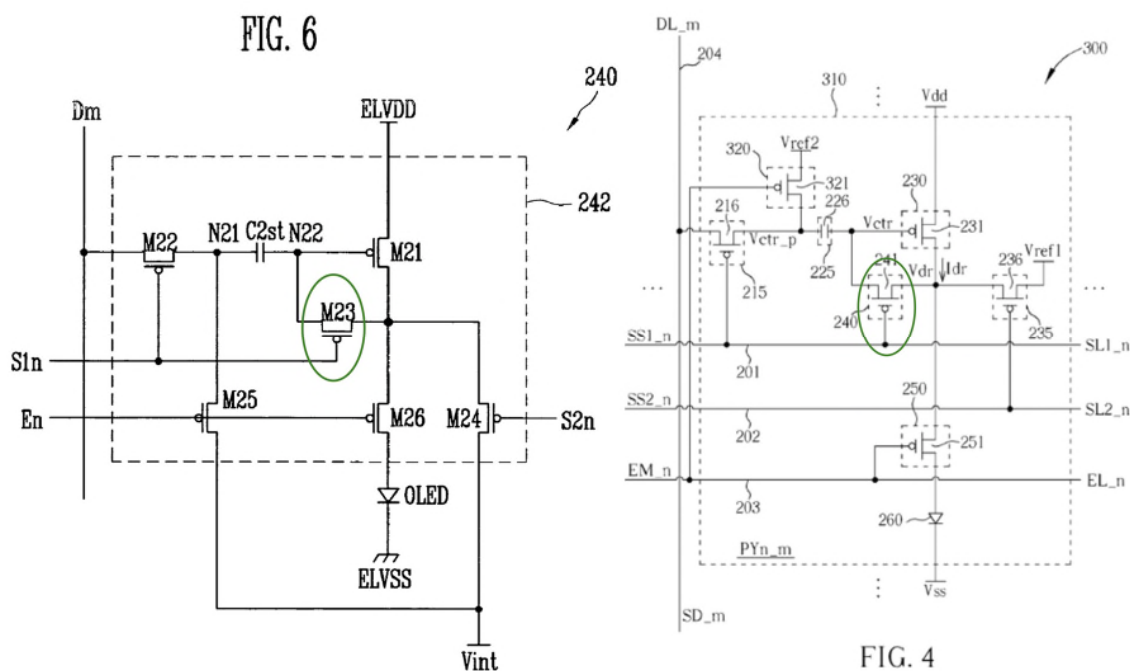 FIG. 6
240
Dm
ELVDD
242
M22
N21
C2st
N22
M21
M23
S1n
M25
En
M26
M24
S2n
OLED
ELVSS
Vint
DL_m
204
300
310
Vdd
Vref2
320
321
230
216
226
Vctr_p
Vctr
231
225
Vref1
241
Vdr
Idr
236
215
240
235
SS1_n
SL1_n
201
SS2_n
250
SL2_n
202
251
EM_n
EL_n
203
260
PYn_m
Vss
SD_m
FIG. 4